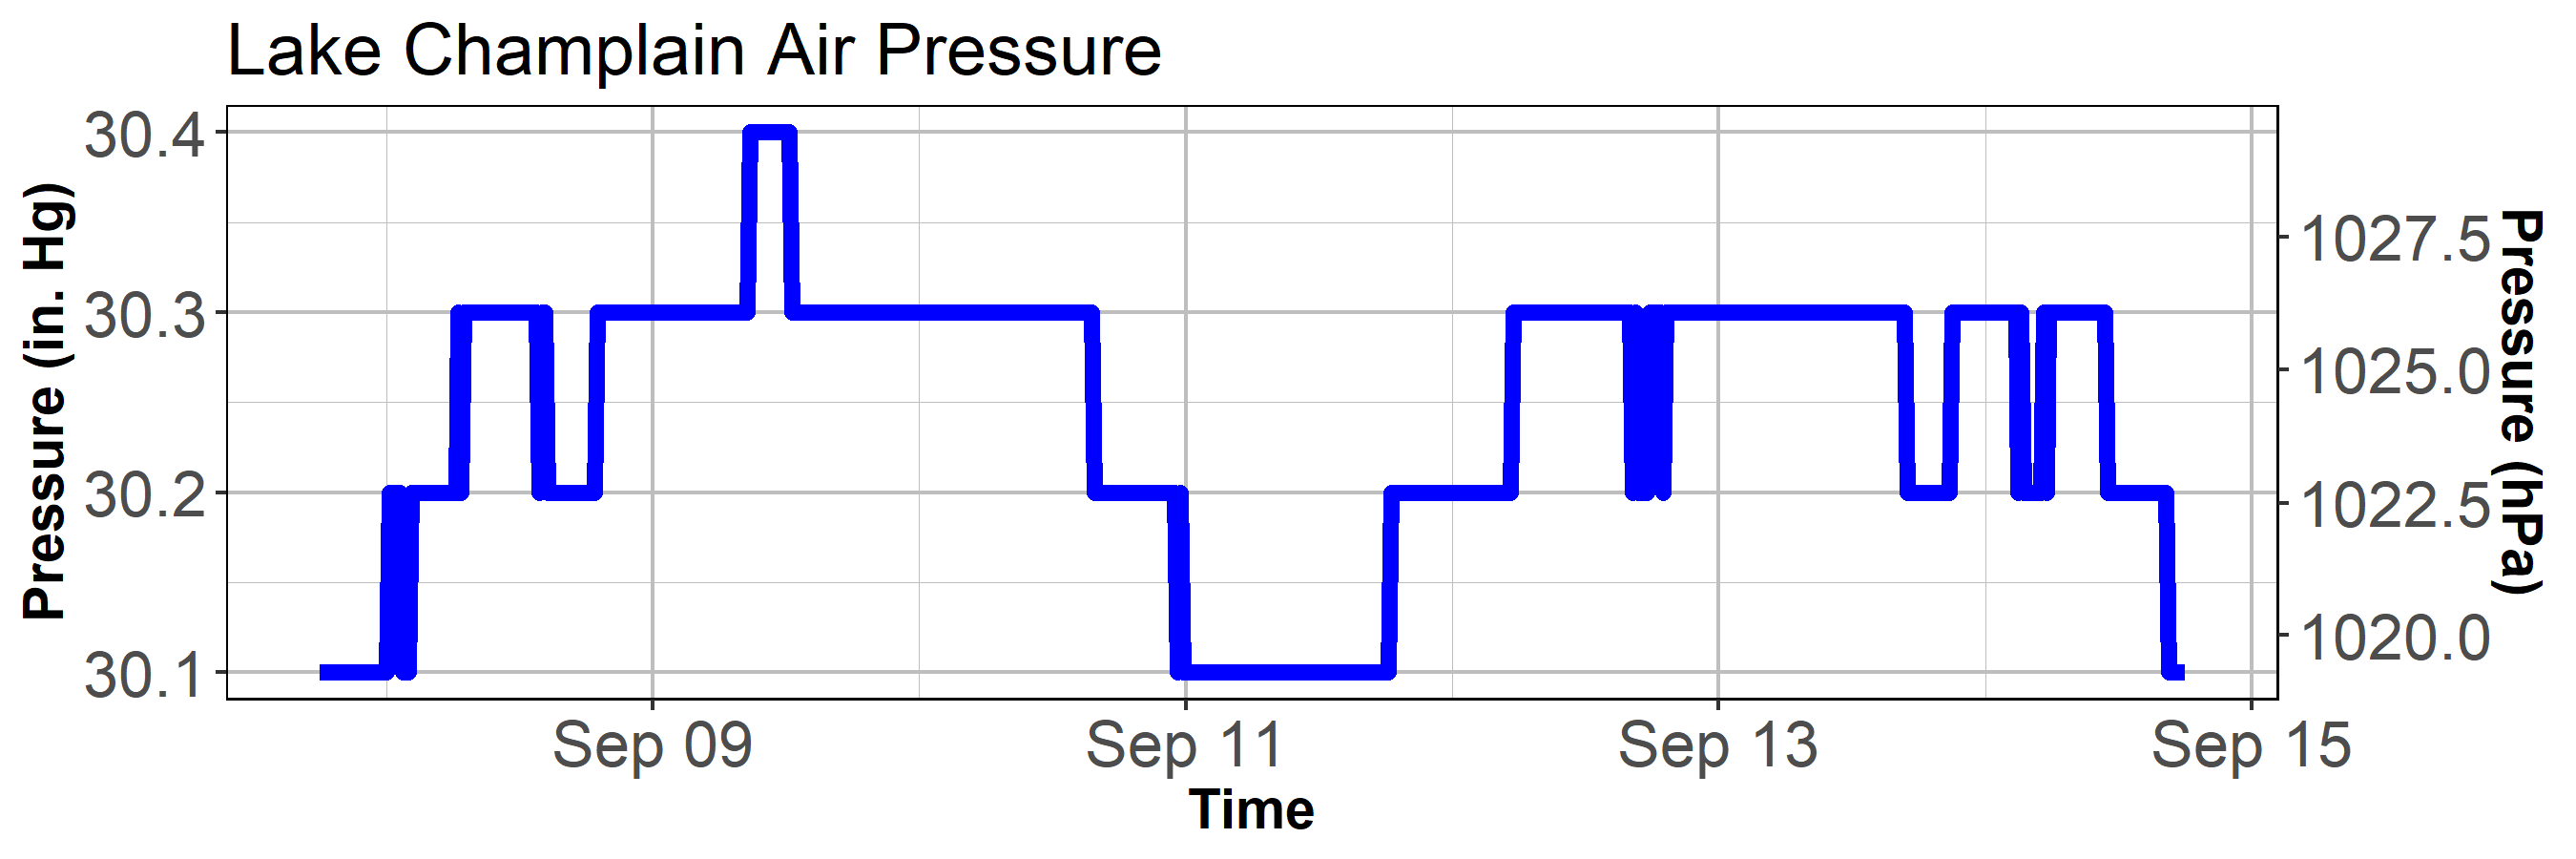 Lake Champlain Air Pressure
Pressure (in. Hg)
30.4
30.3
30.2
30.1
1027.5
1025.0
1022.5
1020.0
Pressure (hPa)
Sep 09
Sep 11
Sep 13
Sep 15
Time